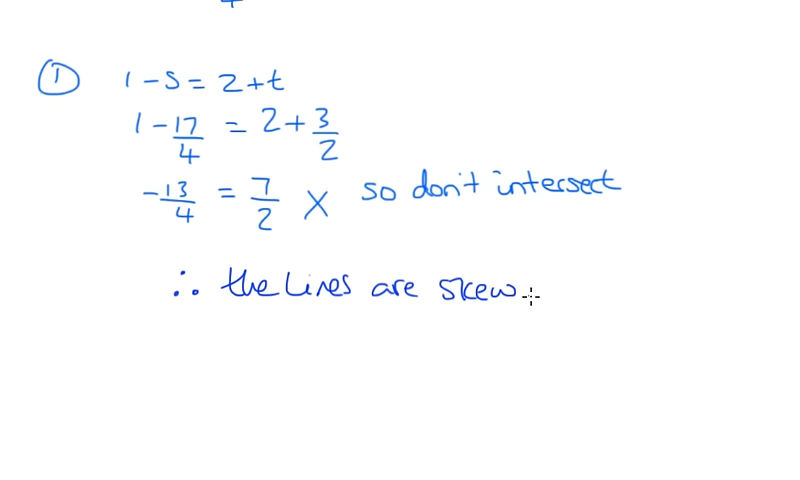 ① 1 - s = 2 + t
1 - 17/4 = 2 + 3/2
-13/4 = 7/2 X so don't intersect
∴ the lines are skew.